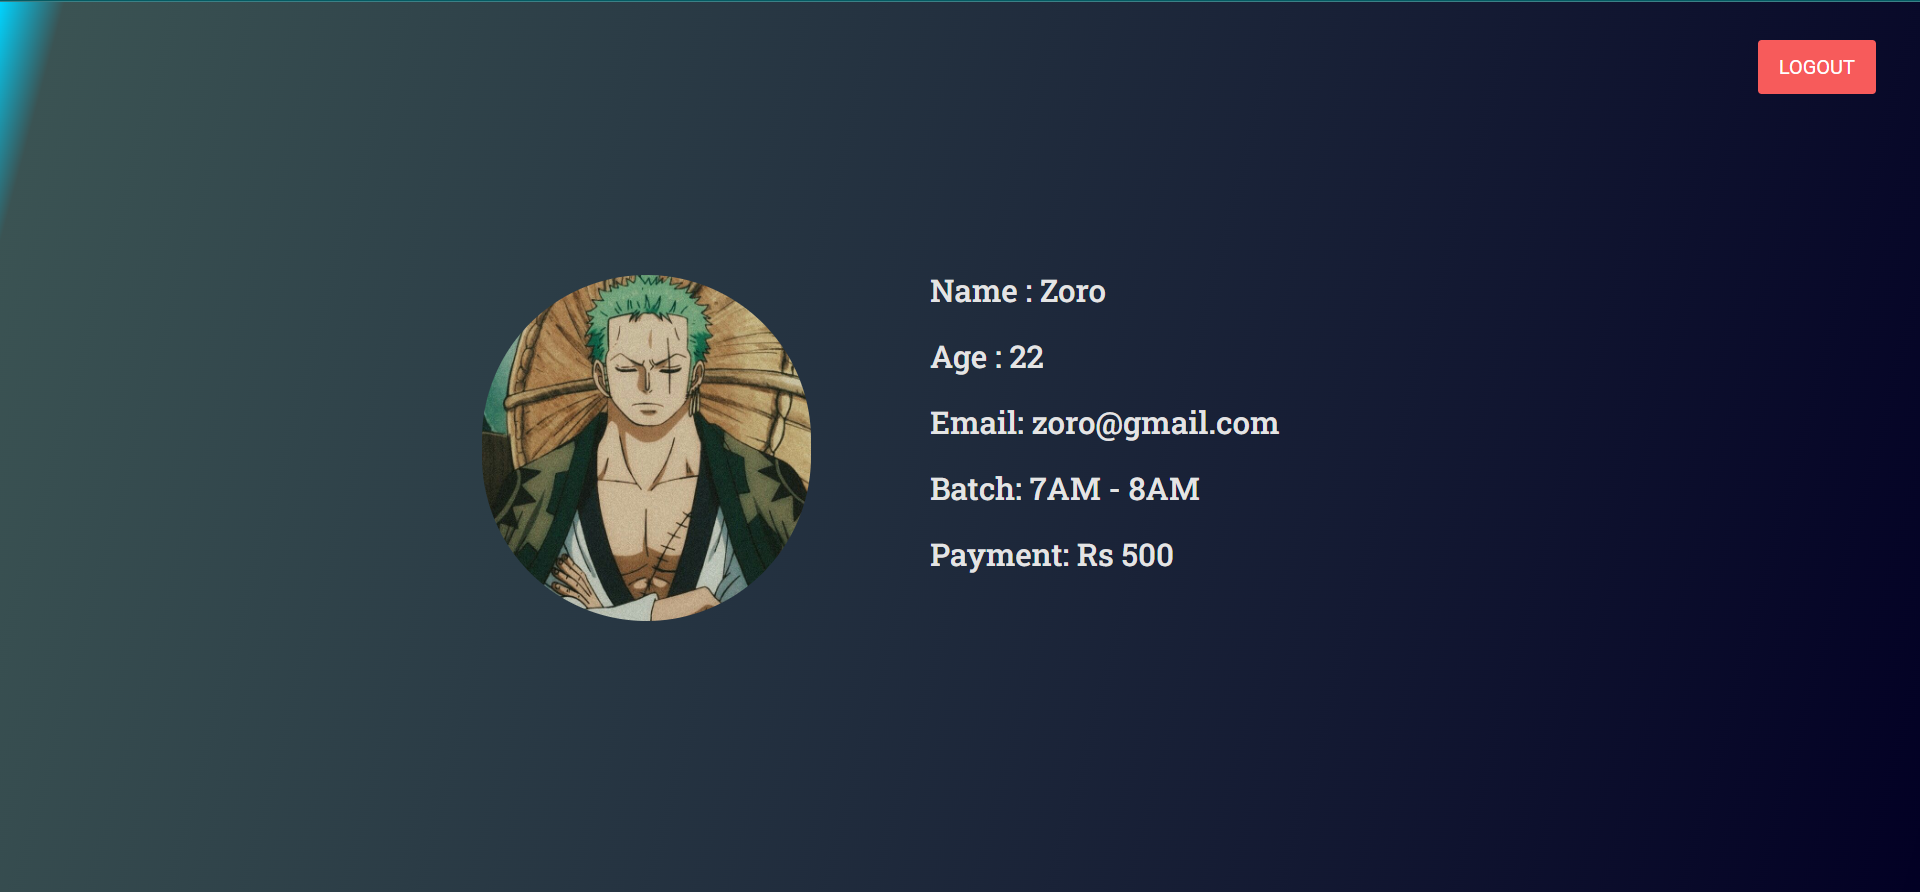 LOGOUT
Name : Zoro
Age : 22
Email: zoro@gmail.com
Batch: 7AM - 8AM
Payment: Rs 500